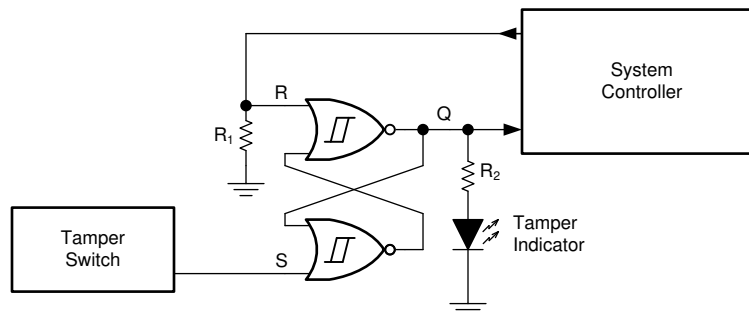 System
Controller
R
Q
R1
R2
Tamper
Indicator
Tamper
Switch
S